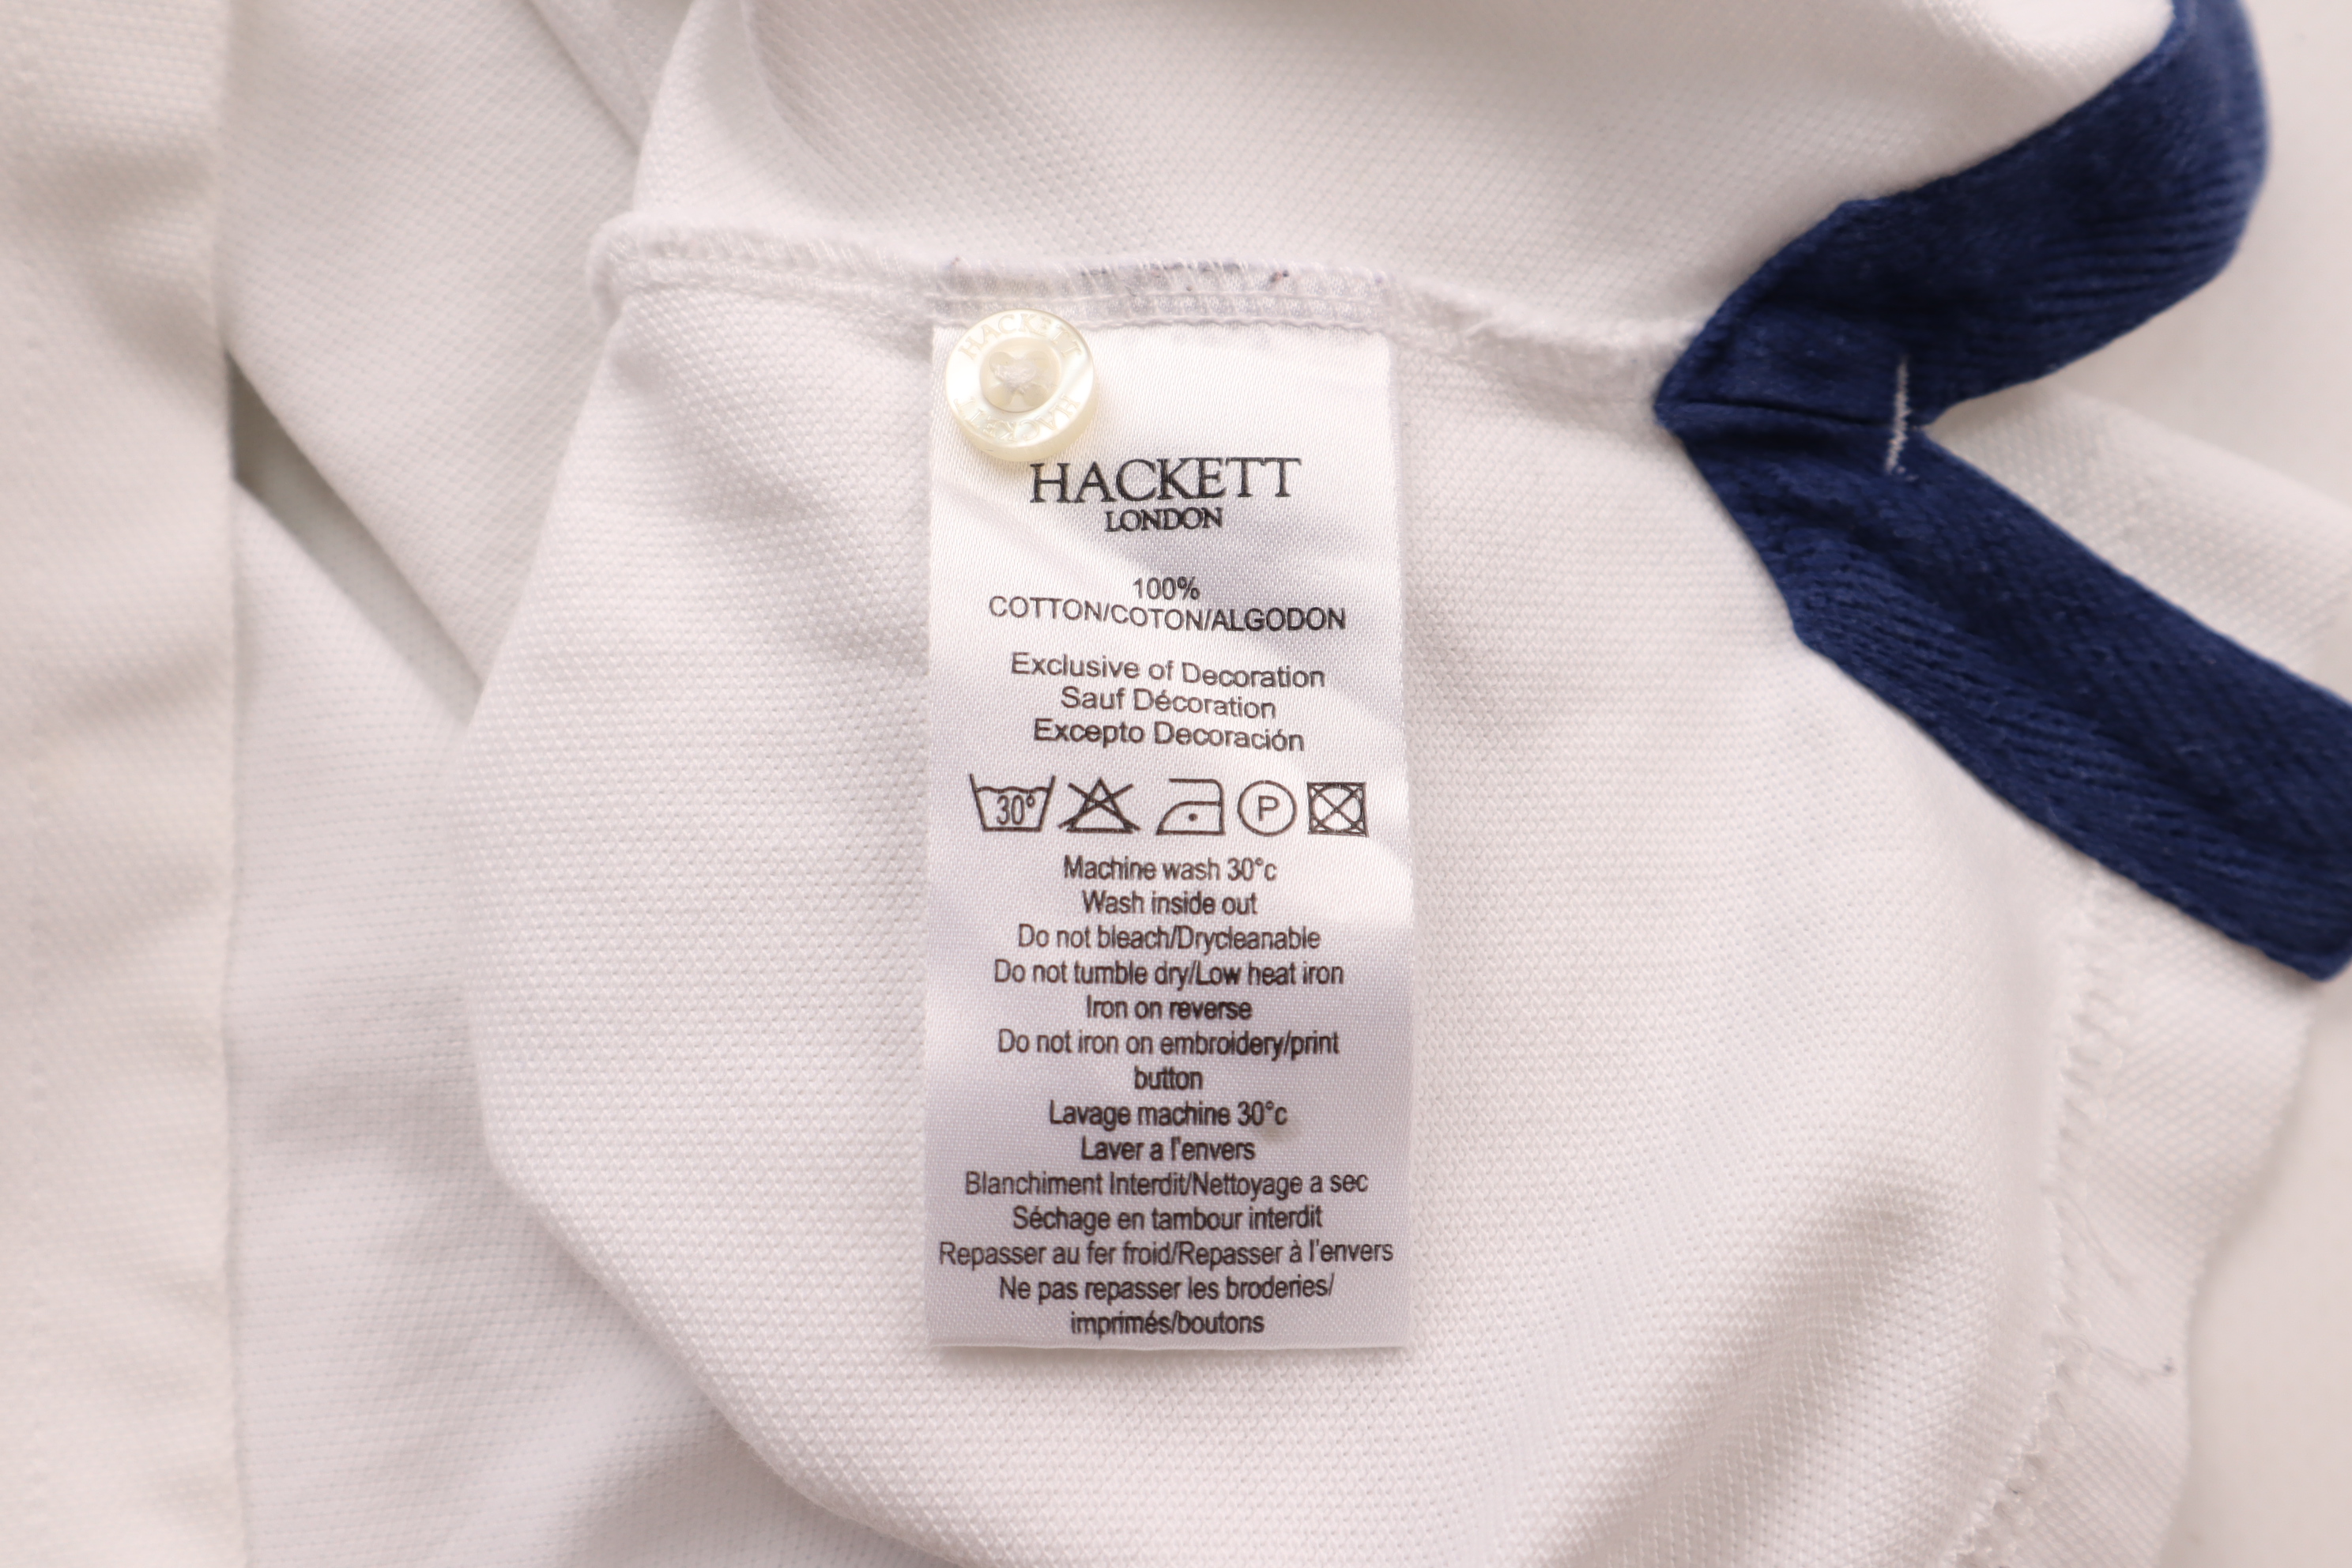 HACKETT
HACKETT
HACKETT
LONDON
100%
COTTON/COTON/ALGODON
Exclusive of Decoration
Sauf Décoration
Excepto Decoración
30°
P
Machine wash 30°c
Wash inside out
Do not bleach/Drycleanable
Do not tumble dry/Low heat iron
Iron on reverse
Do not iron on embroidery/print
button
Lavage machine 30°c
Laver a l'envers
Blanchiment Interdit/Nettoyage a sec
Séchage en tambour interdit
Repasser au fer froid/Repasser à l'envers
Ne pas repasser les broderies/
imprimés/boutons